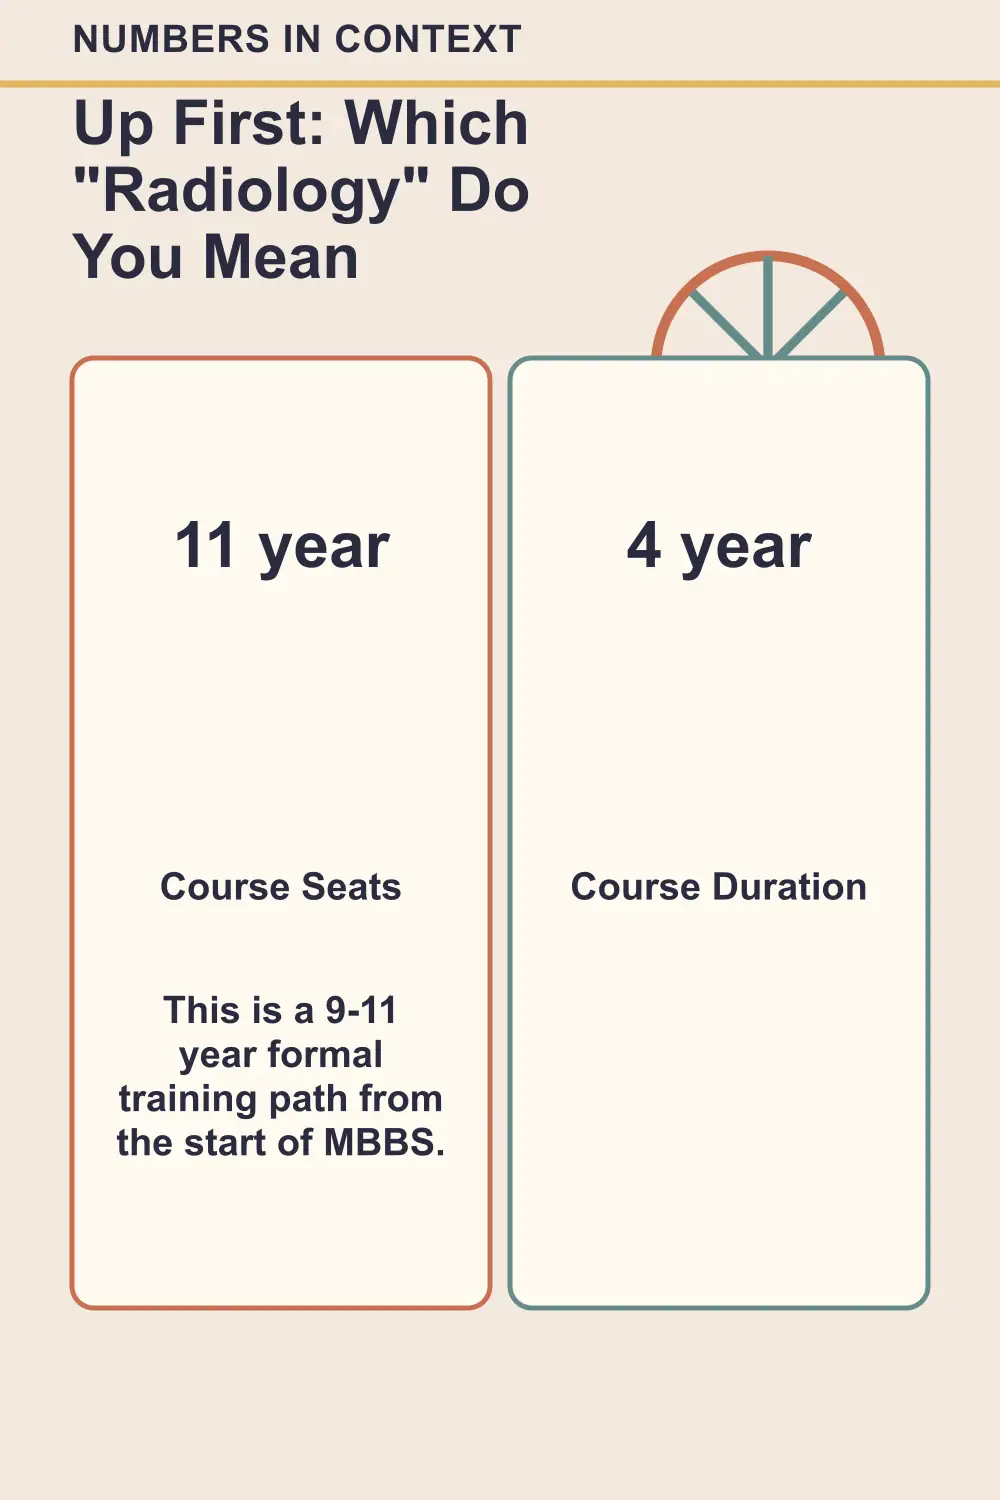 NUMBERS IN CONTEXT
Up First: Which
"Radiology" Do
You Mean
11 year
Course Seats
This is a 9-11
year formal
training path from
the start of MBBS.
4 year
Course Duration